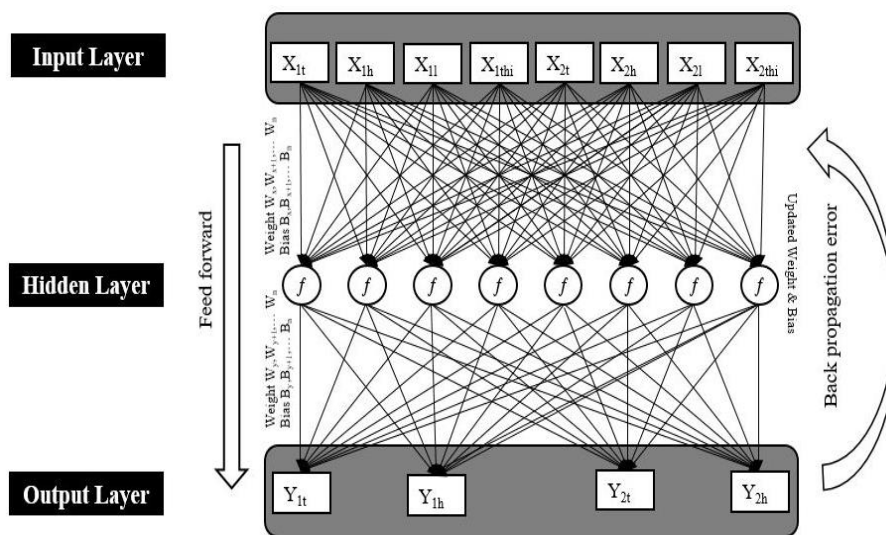 Input Layer
X1t X1h X1l X1thi X2t X2h X2l X2thi
Feed forward
Weight Wx,Wx+1,.... Wn
Bias Bx,Bx+1,.... Bn
Updated Weight & Bias
Back propagation error
Hidden Layer
f f f f f f f f
Weight Wy,Wy+1,.... Wn
Bias By,By+1,.... Bn
Output Layer
Y1t Y1h Y2t Y2h